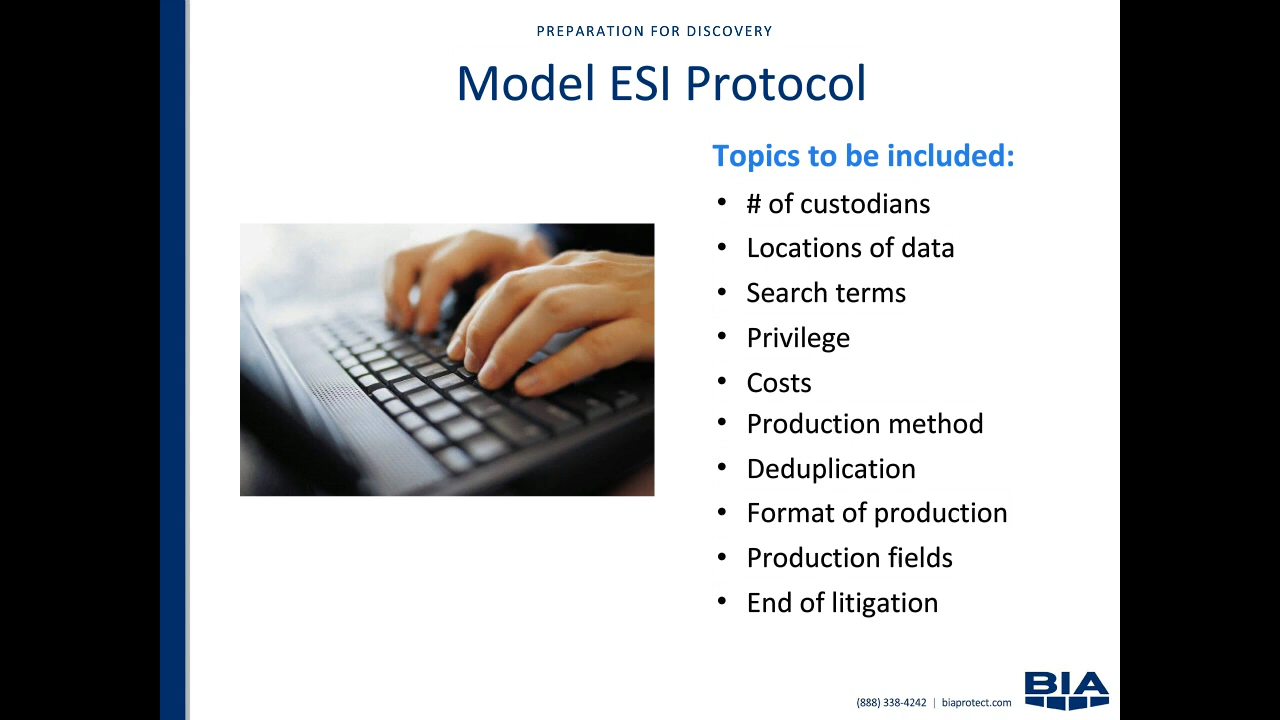 PREPARATION FOR DISCOVERY
Model ESI Protocol
Topics to be included:
• # of custodians
• Locations of data
• Search terms
• Privilege
• Costs
• Production method
• Deduplication
• Format of production
• Production fields
• End of litigation
(888) 338-4242 | biaprotect.com
BIA